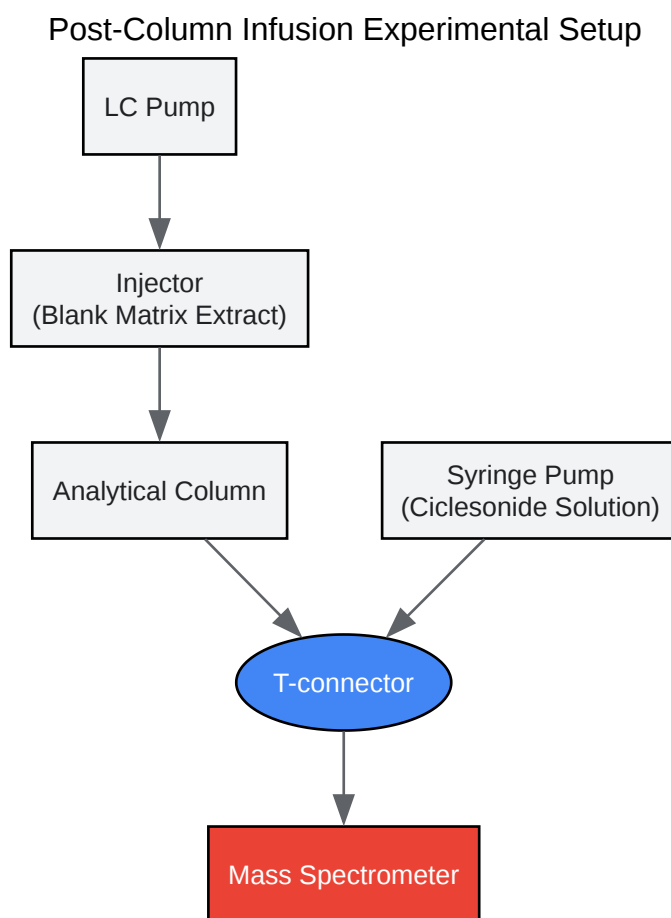 Post-Column Infusion Experimental Setup
LC Pump
Injector
(Blank Matrix Extract)
Analytical Column
Syringe Pump
(Ciclesonide Solution)
T-connector
Mass Spectrometer